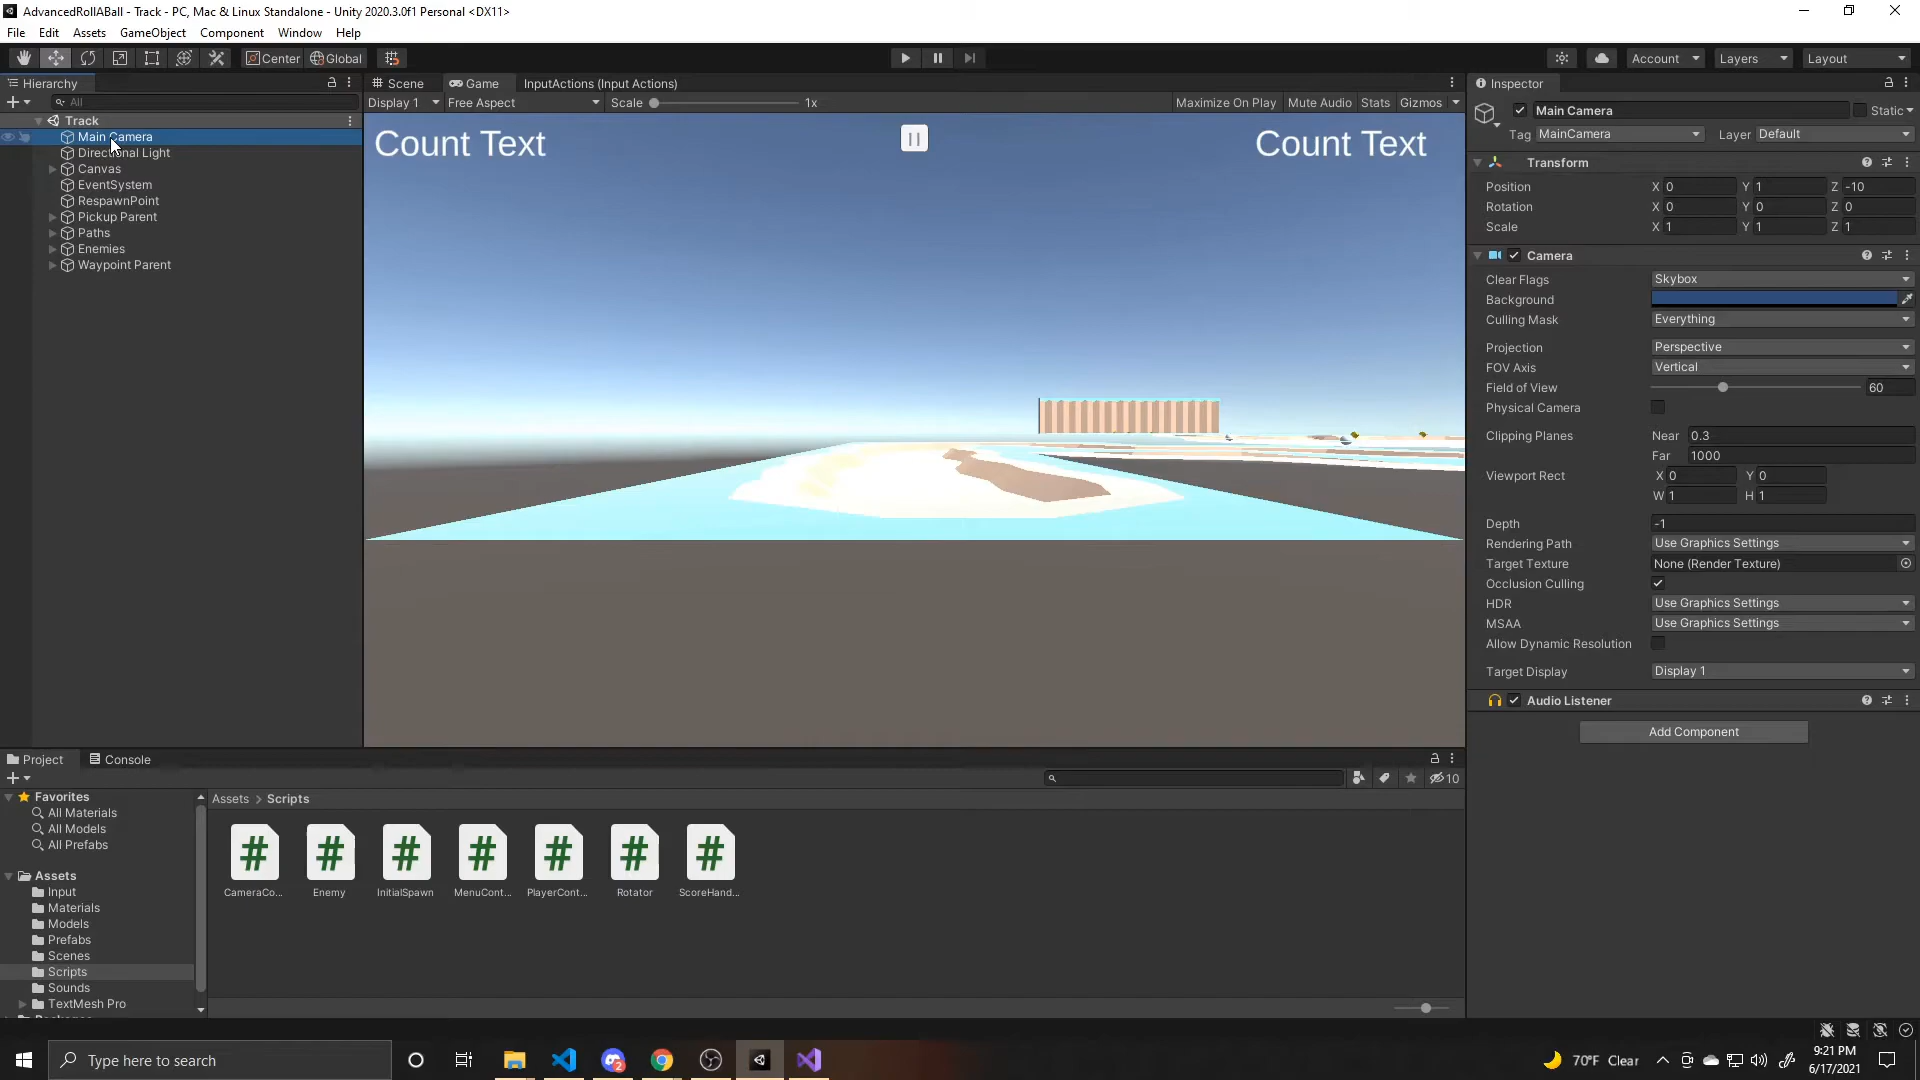 AdvancedRollABall - Track - PC, Mac & Linux Standalone - Unity 2020.3.0f1 Personal <DX11>
File Edit Assets GameObject Component Window Help
Center Global Account Layers Layout
Hierarchy
All
Track
Main Camera
Directional Light
Canvas
EventSystem
RespawnPoint
Pickup Parent
Paths
Enemies
Waypoint Parent
Scene Game InputActions (Input Actions)
Display 1 Free Aspect Scale 1x Maximize On Play Mute Audio Stats Gizmos
Count Text Count Text
Inspector
Main Camera Static
Tag MainCamera Layer Default
Transform
Position X 0 Y 1 Z -10
Rotation X 0 Y 0 Z 0
Scale X 1 Y 1 Z 1
Camera
Clear Flags Skybox
Background
Culling Mask Everything
Projection Perspective
FOV Axis Vertical
Field of View 60
Physical Camera
Clipping Planes Near 0.3
Far 1000
Viewport Rect X 0 Y 0
W 1 H 1
Depth -1
Rendering Path Use Graphics Settings
Target Texture None (Render Texture)
Occlusion Culling
HDR Use Graphics Settings
MSAA Use Graphics Settings
Allow Dynamic Resolution
Target Display Display 1
Audio Listener
Add Component
Project Console
10
Favorites
All Materials
All Models
All Prefabs
Assets
Input
Materials
Models
Prefabs
Scenes
Scripts
Sounds
TextMesh Pro
Assets > Scripts
CameraCo... Enemy InitialSpawn MenuCont... PlayerCont... Rotator ScoreHand...
Type here to search
2
70°F Clear
9:21 PM
6/17/2021